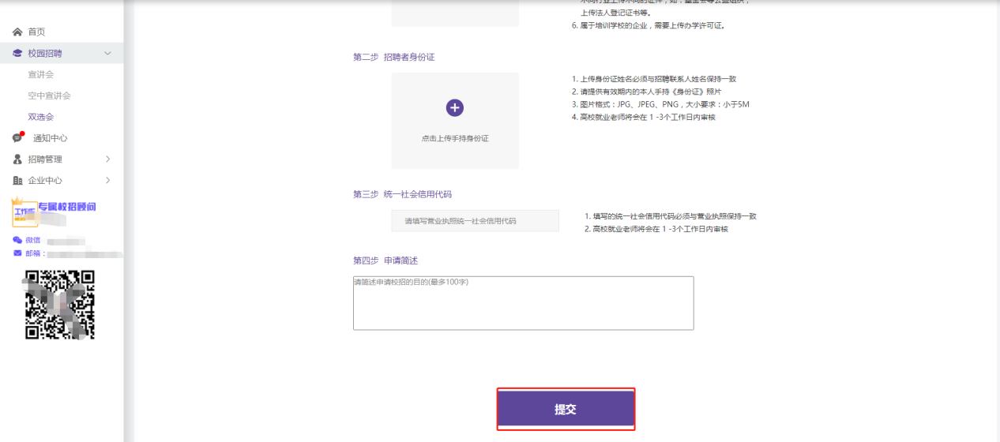 首页
校园招聘
宣讲会
空中宣讲会
双选会
通知中心
招聘管理
企业中心
专属校招顾问
微信
邮箱：
上传法人登记证书等。
6. 属于培训学校的企业，需要上传办学许可证。
第二步 招聘者身份证
点击上传手持身份证
1. 上传身份证姓名必须与招聘联系人姓名保持一致
2. 请提供有效期内的本人手持《身份证》照片
3. 图片格式：JPG、JPEG、PNG，大小要求：小于5M
4. 高校就业老师将会在 1 -3个工作日内审核
第三步 统一社会信用代码
请填写营业执照统一社会信用代码
1. 填写的统一社会信用代码必须与营业执照保持一致
2. 高校就业老师将会在 1 -3个工作日内审核
第四步 申请简述
请简述申请校招的目的(最多100字)
提交